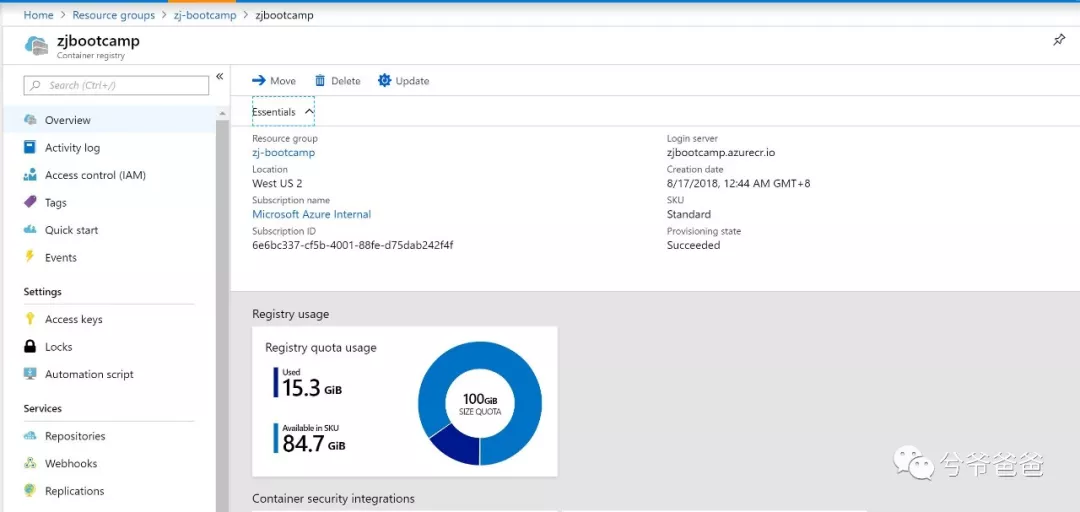 Home > Resource groups > zj-bootcamp > zjbootcamp
zjbootcamp
Container registry
Search (Ctrl+/)
«
Overview
Activity log
Access control (IAM)
Tags
Quick start
Events
Settings
Access keys
Locks
Automation script
Services
Repositories
Webhooks
Replications
Move Delete Update
Essentials
Resource group
zj-bootcamp
Location
West US 2
Subscription name
Microsoft Azure Internal
Subscription ID
6e6bc337-cf5b-4001-88fe-d75dab242f4f
Login server
zjbootcamp.azurecr.io
Creation date
8/17/2018, 12:44 AM GMT+8
SKU
Standard
Provisioning state
Succeeded
Registry usage
Registry quota usage
Used
15.3 GiB
Available in SKU
84.7 GiB
100GiB
SIZE QUOTA
Container security integrations
兮爷爸爸